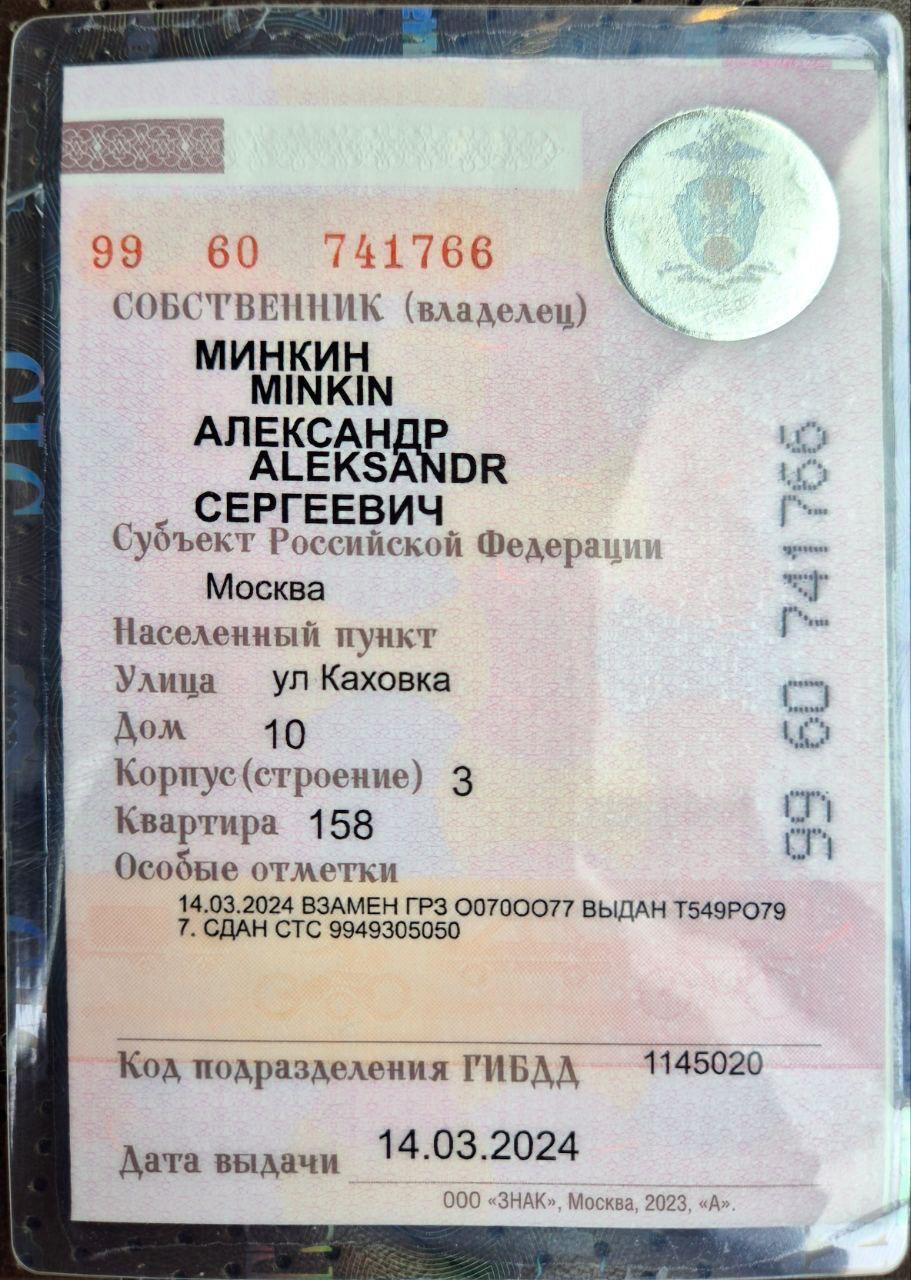 99 60 741766
СОБСТВЕННИК (владелец)
МИНКИН
MINKIN
АЛЕКСАНДР
ALEKSANDR
СЕРГЕЕВИЧ
Субъект Российской Федерации
Москва
Населенный пункт
Улица ул Каховка
Дом 10
Корпус (строение) 3
Квартира 158
Особые отметки
14.03.2024 ВЗАМЕН ГРЗ О070ОО77 ВЫДАН Т549РО79
7. СДАН СТС 9949305050
Код подразделения ГИБДД 1145020
Дата выдачи 14.03.2024
ООО «ЗНАК», Москва, 2023, «А».
99 60 741766